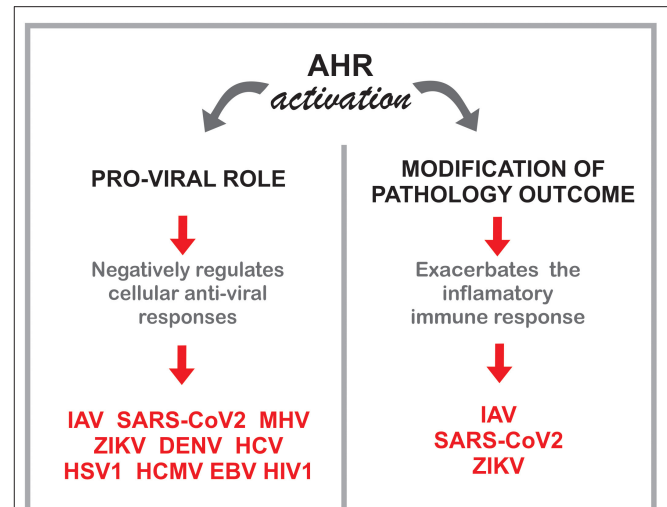 AHR
activation
PRO-VIRAL ROLE
Negatively regulates
cellular anti-viral
responses
IAV SARS-CoV2 MHV
ZIKV DENV HCV
HSV1 HCMV EBV HIV1
MODIFICATION OF
PATHOLOGY OUTCOME
Exacerbates the
inflamatory
immune response
IAV
SARS-CoV2
ZIKV